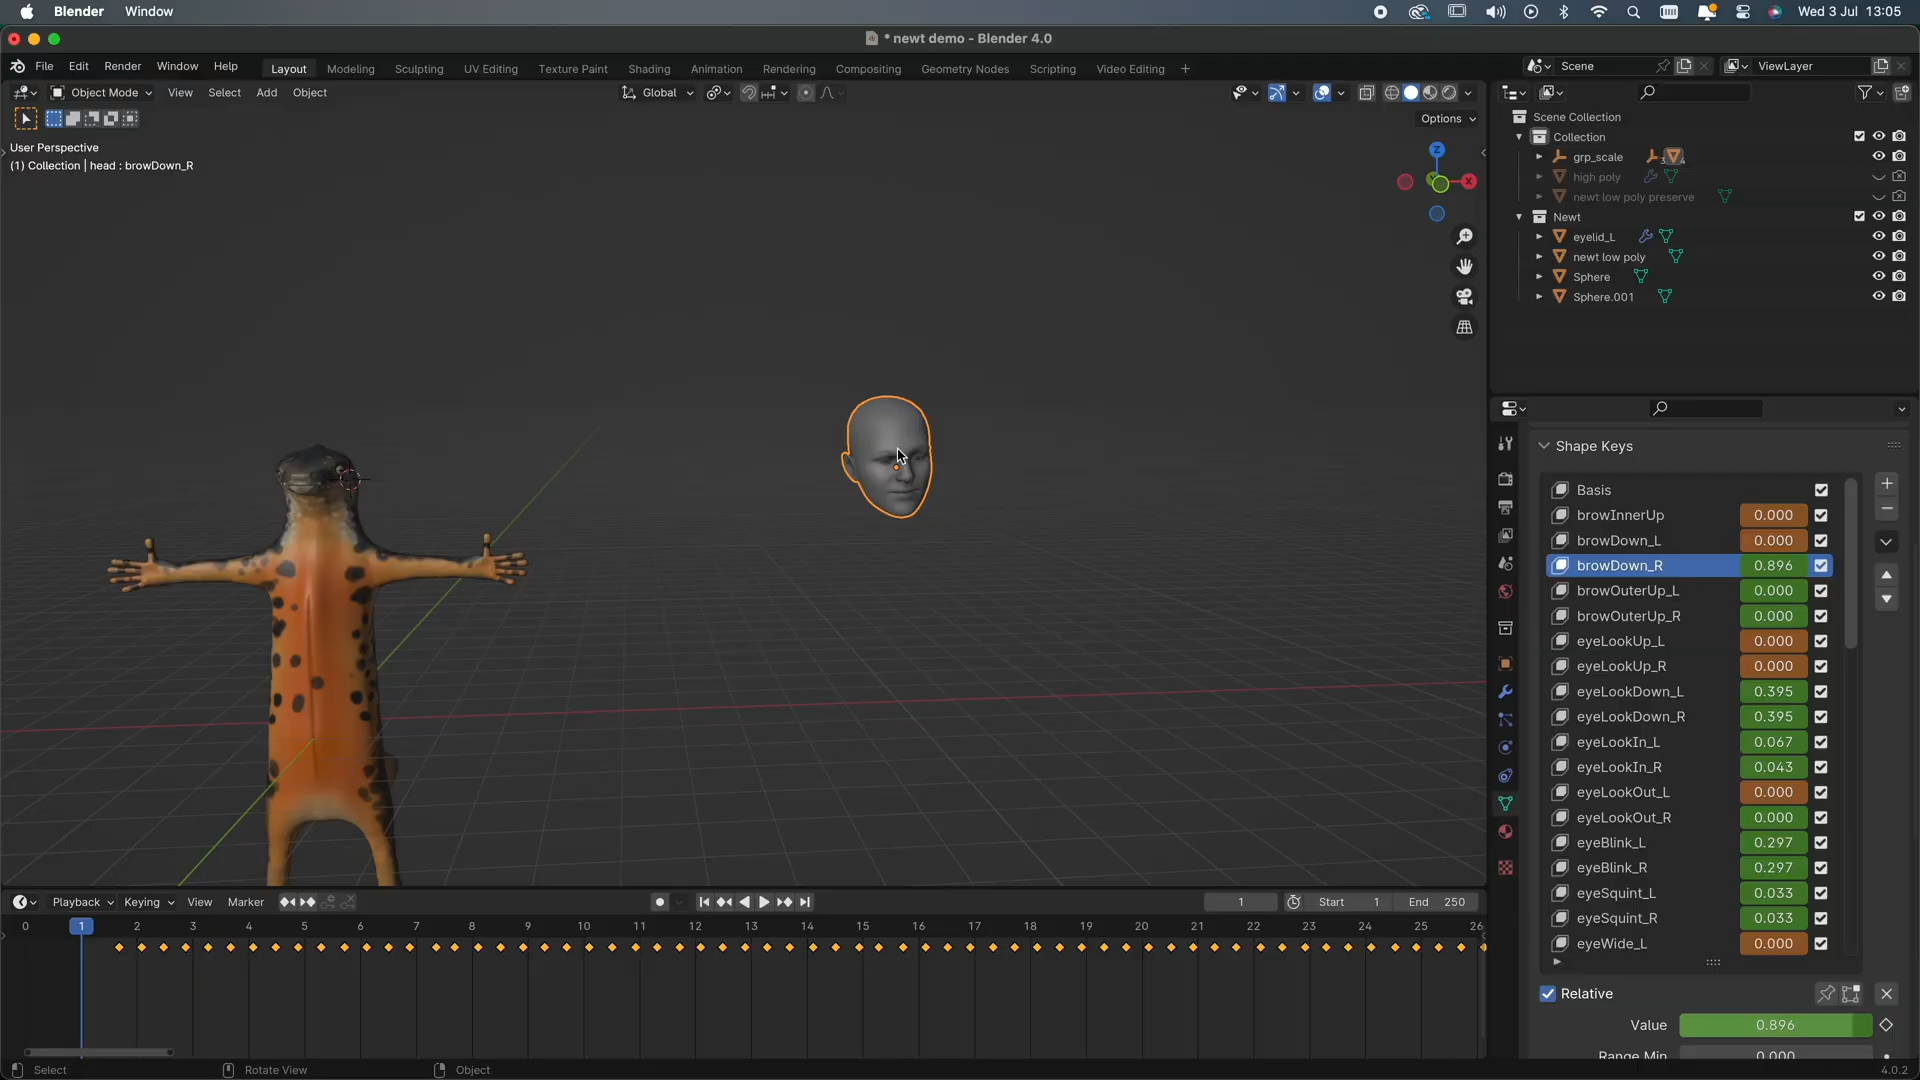 Blender Window
Wed 3 Jul 13:05
* newt demo - Blender 4.0
File Edit Render Window Help
Layout Modeling Sculpting UV Editing Texture Paint Shading Animation Rendering Compositing Geometry Nodes Scripting Video Editing +
Scene
ViewLayer
Object Mode View Select Add Object
Global
Options
User Perspective
(1) Collection | head : browDown_R
Z
X
Scene Collection
Collection
grp_scale
high poly
newt low poly preserve
Newt
eyelid_L
newt low poly
Sphere
Sphere.001
Shape Keys
Basis
browInnerUp 0.000
browDown_L 0.000
browDown_R 0.896
browOuterUp_L 0.000
browOuterUp_R 0.000
eyeLookUp_L 0.000
eyeLookUp_R 0.000
eyeLookDown_L 0.395
eyeLookDown_R 0.395
eyeLookIn_L 0.067
eyeLookIn_R 0.043
eyeLookOut_L 0.000
eyeLookOut_R 0.000
eyeBlink_L 0.297
eyeBlink_R 0.297
eyeSquint_L 0.033
eyeSquint_R 0.033
eyeWide_L 0.000
Relative
Value 0.896
Range Min 0.000
Playback Keying View Marker
1 Start 1 End 250
0 1 2 3 4 5 6 7 8 9 10 11 12 13 14 15 16 17 18 19 20 21 22 23 24 25 26
Select Rotate View Object
4.0.2